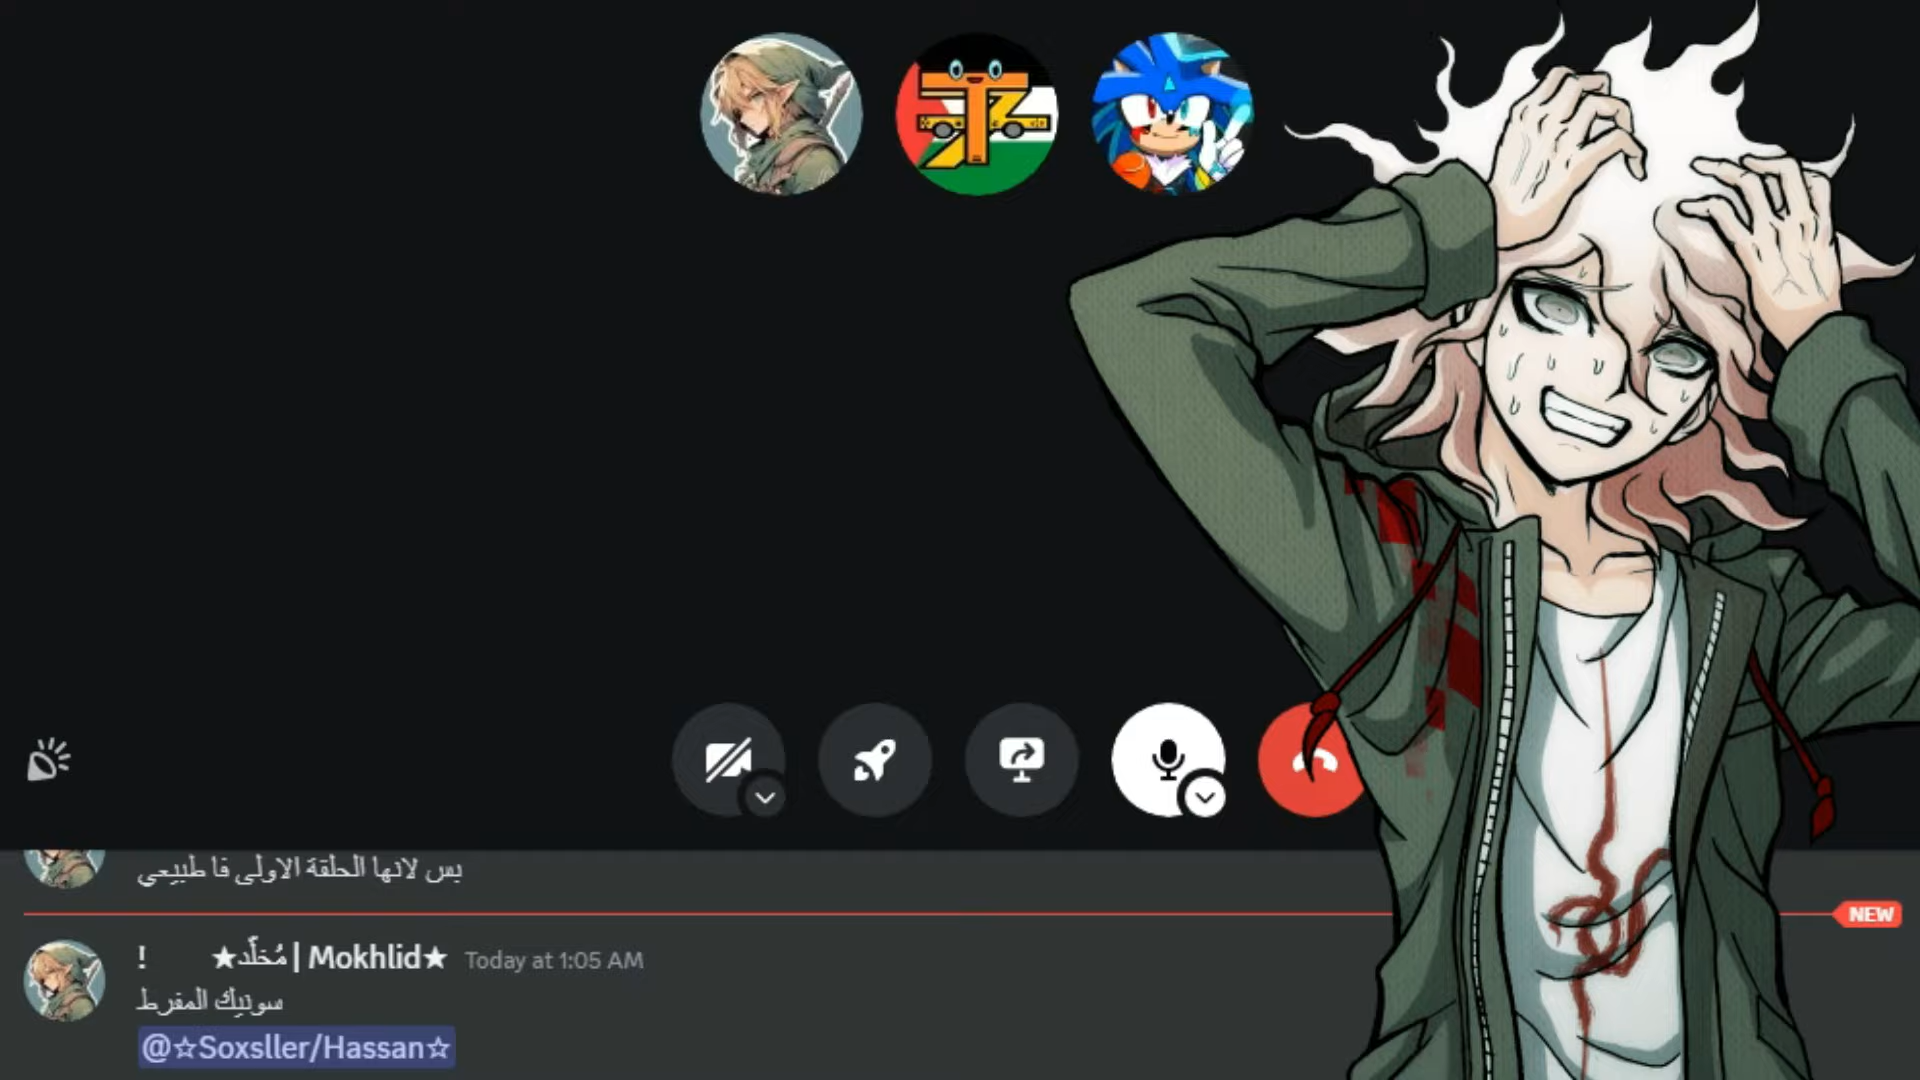 بس لانها الحلقة الاولى فا طبيعي
NEW
! ★مُخلَّد | Mokhlid★ Today at 1:05 AM
سونيك المفرط
@☆Soxsller/Hassan☆